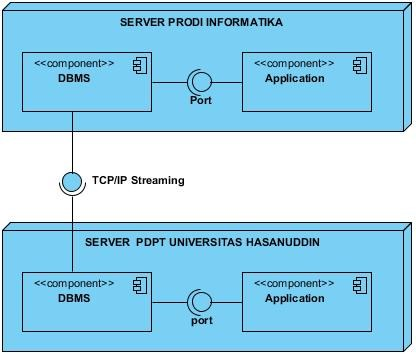 SERVER PRODI INFORMATIKA
<<component>>
DBMS
<<component>>
Application
Port
TCP/IP Streaming
SERVER PDPT UNIVERSITAS HASANUDDIN
<<component>>
DBMS
<<component>>
Application
port